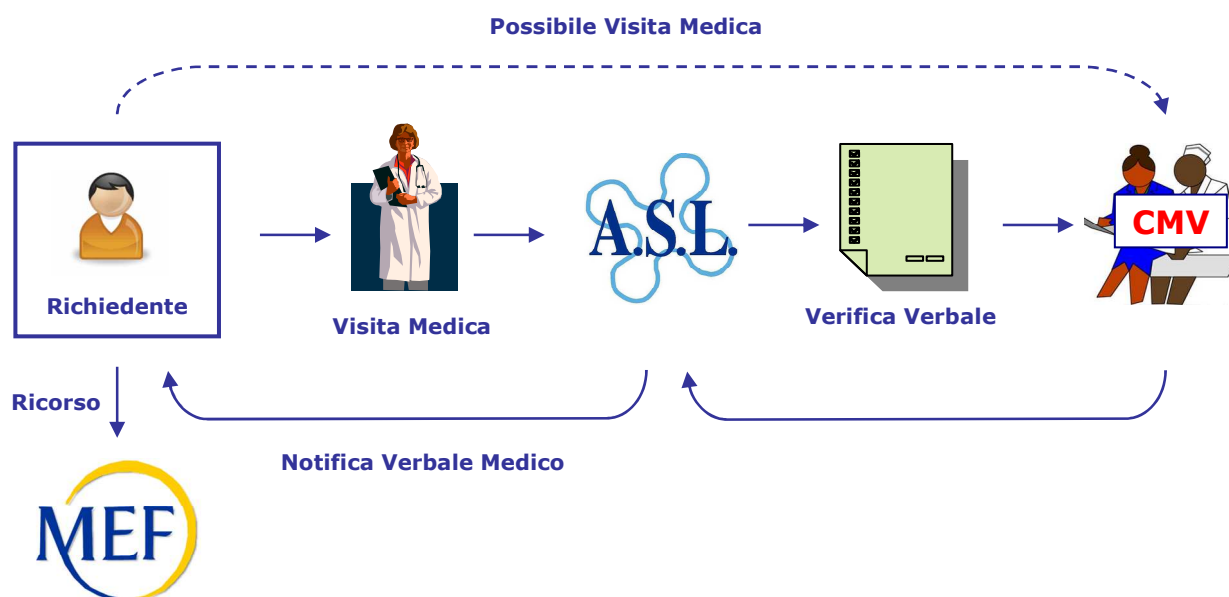 Possibile Visita Medica
Richiedente
Visita Medica
A.S.L.
Verifica Verbale
CMV
Ricorso
Notifica Verbale Medico
MEF